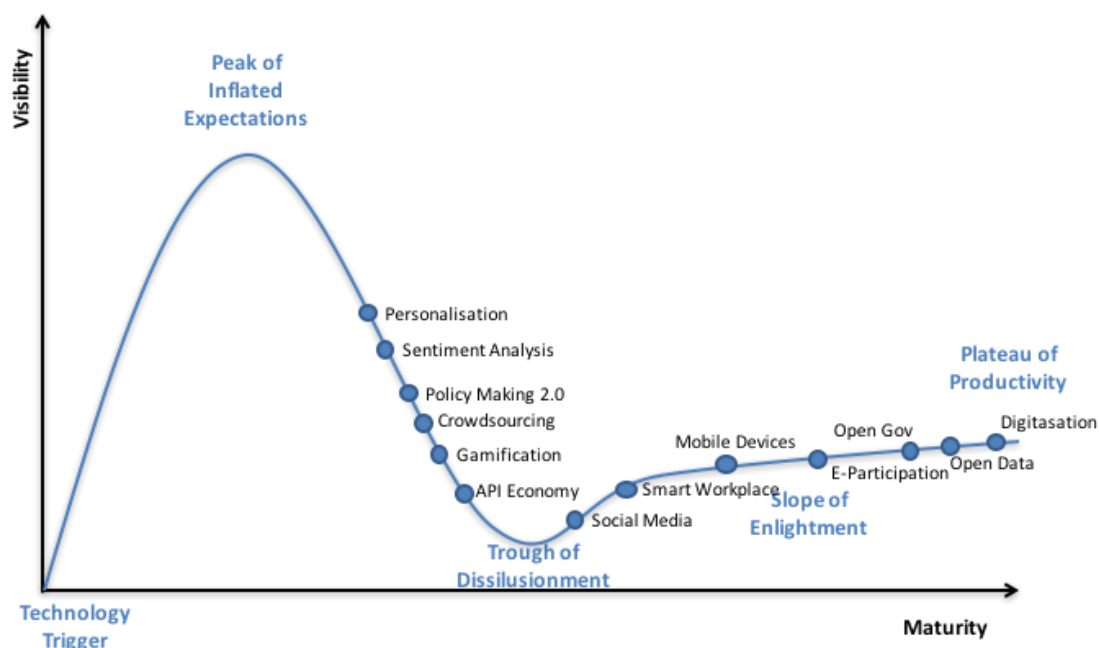 Visibility
Peak of
Inflated
Expectations
Personalisation
Sentiment Analysis
Policy Making 2.0
Crowdsourcing
Gamification
API Economy
Trough of
Dissilusionment
Social Media
Smart Workplace
Mobile Devices
Slope of
Enlightment
Open Gov
E-Participation
Open Data
Plateau of
Productivity
Digitasation
Technology
Trigger
Maturity